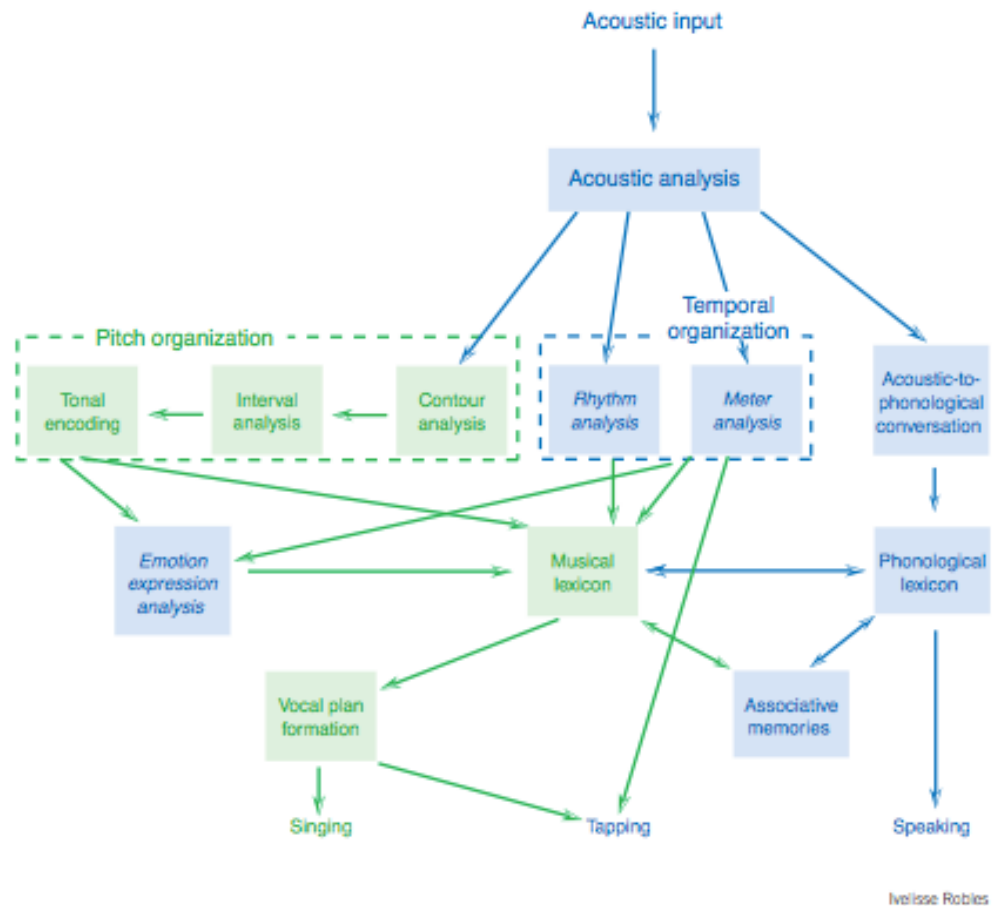 Acoustic input
Acoustic analysis
Temporal
organization
Pitch organization
Tonal
encoding
Interval
analysis
Contour
analysis
Rhythm
analysis
Meter
analysis
Acoustic-to-
phonological
conversation
Emotion
expression
analysis
Musical
lexicon
Phonological
lexicon
Vocal plan
formation
Associative
memories
Singing
Tapping
Speaking
Ivelisse Robles